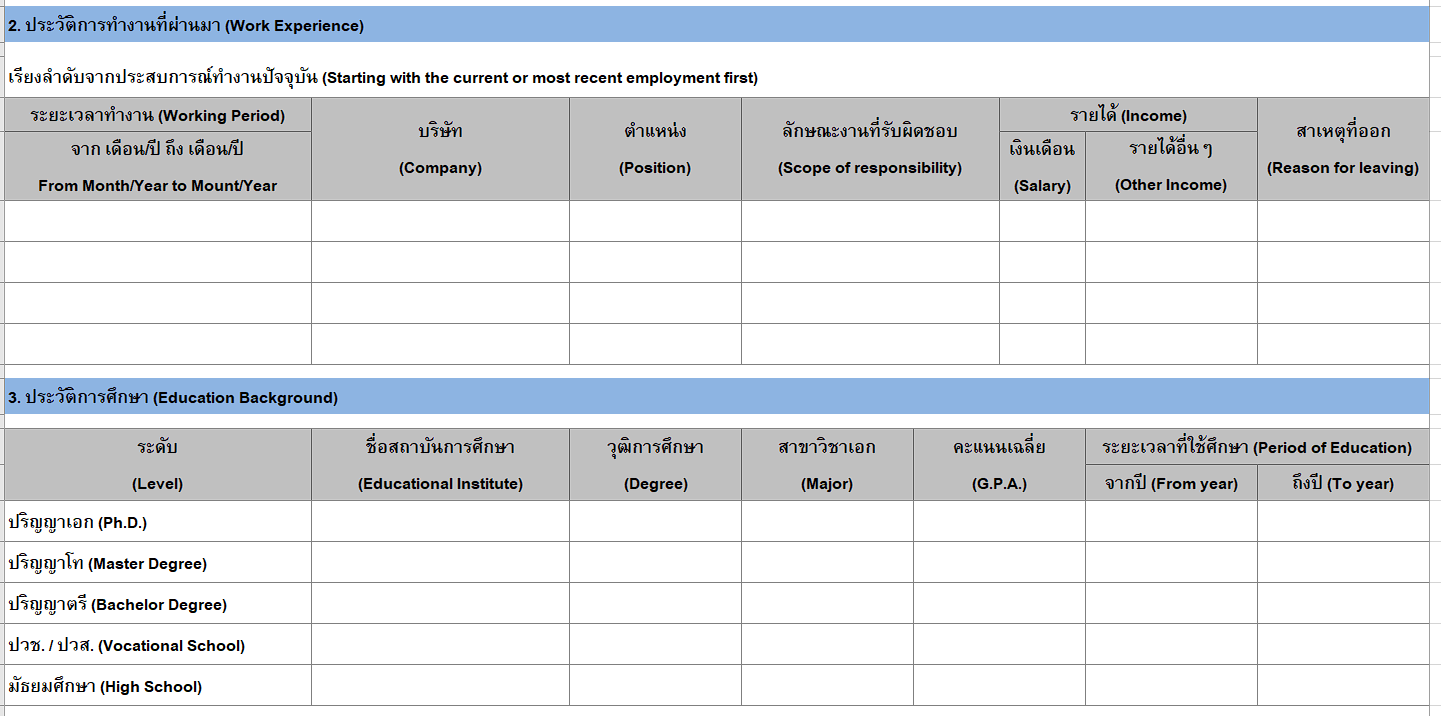 2. ประวัติการทำงานที่ผ่านมา (Work Experience)
เรียงลำดับจากประสบการณ์ทำงานปัจจุบัน (Starting with the current or most recent employment first)
ระยะเวลาทำงาน (Working Period)
จาก เดือน/ปี ถึง เดือน/ปี
From Month/Year to Mount/Year
บริษัท
(Company)
ตำแหน่ง
(Position)
ลักษณะงานที่รับผิดชอบ
(Scope of responsibility)
รายได้ (Income)
เงินเดือน
(Salary)
รายได้อื่น ๆ
(Other Income)
สาเหตุที่ออก
(Reason for leaving)
3. ประวัติการศึกษา (Education Background)
ระดับ
(Level)
ชื่อสถาบันการศึกษา
(Educational Institute)
วุฒิการศึกษา
(Degree)
สาขาวิชาเอก
(Major)
คะแนนเฉลี่ย
(G.P.A.)
ระยะเวลาที่ใช้ศึกษา (Period of Education)
จากปี (From year)
ถึงปี (To year)
ปริญญาเอก (Ph.D.)
ปริญญาโท (Master Degree)
ปริญญาตรี (Bachelor Degree)
ปวช. / ปวส. (Vocational School)
มัธยมศึกษา (High School)